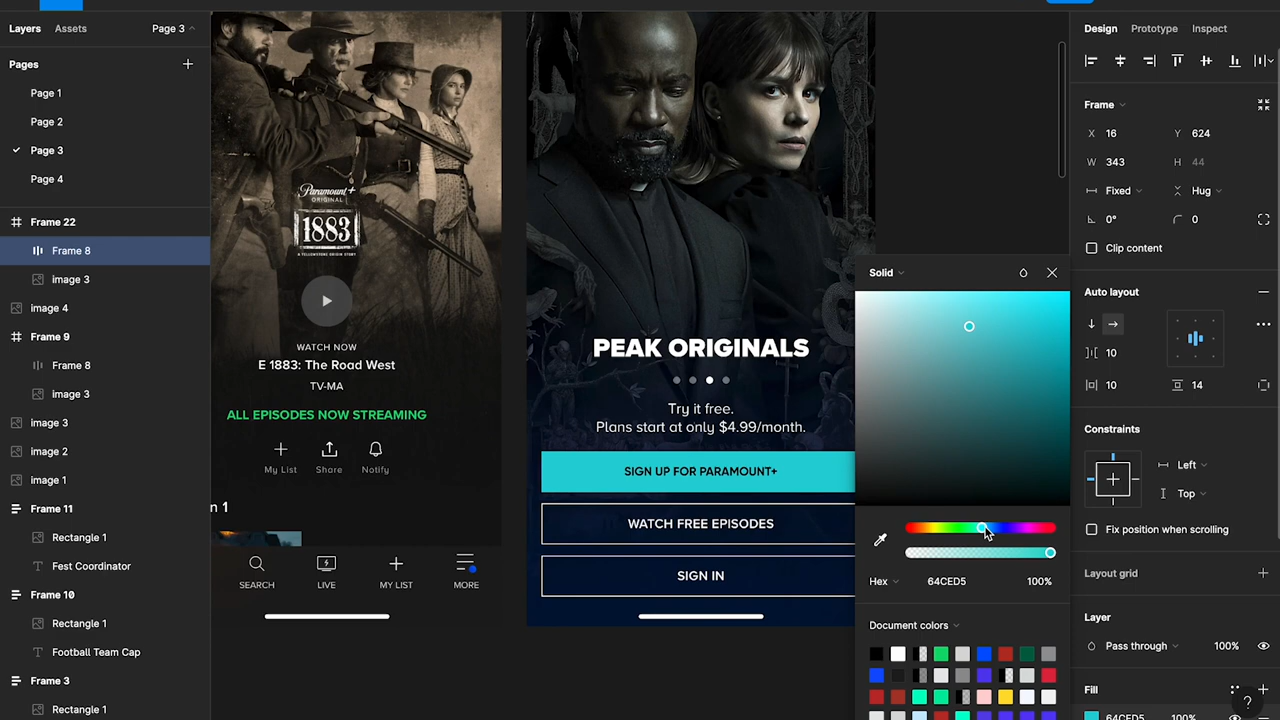 Layers
Assets
Page 3
Pages
Page 1
Page 2
Page 3
Page 4
Frame 22
Frame 8
image 3
image 4
Frame 9
Frame 8
image 3
image 3
image 2
image 1
Frame 11
Rectangle 1
Fest Coordinator
Frame 10
Rectangle 1
Football Team Cap
Frame 3
Rectangle 1
Paramount+
ORIGINAL
1883
A YELLOWSTONE ORIGIN STORY
WATCH NOW
E 1883: The Road West
TV-MA
ALL EPISODES NOW STREAMING
My List
Share
Notify
n 1
SEARCH
LIVE
MY LIST
MORE
PEAK ORIGINALS
Try it free.
Plans start at only $4.99/month.
SIGN UP FOR PARAMOUNT+
WATCH FREE EPISODES
SIGN IN
Solid
Hex
64CED5
100%
Document colors
Design
Prototype
Inspect
Frame
X 16
Y 624
W 343
H 44
Fixed
Hug
0°
0
Clip content
Auto layout
10
10
14
Constraints
Left
Top
Fix position when scrolling
Layout grid
Layer
Pass through
100%
Fill
64CED5
100%
?